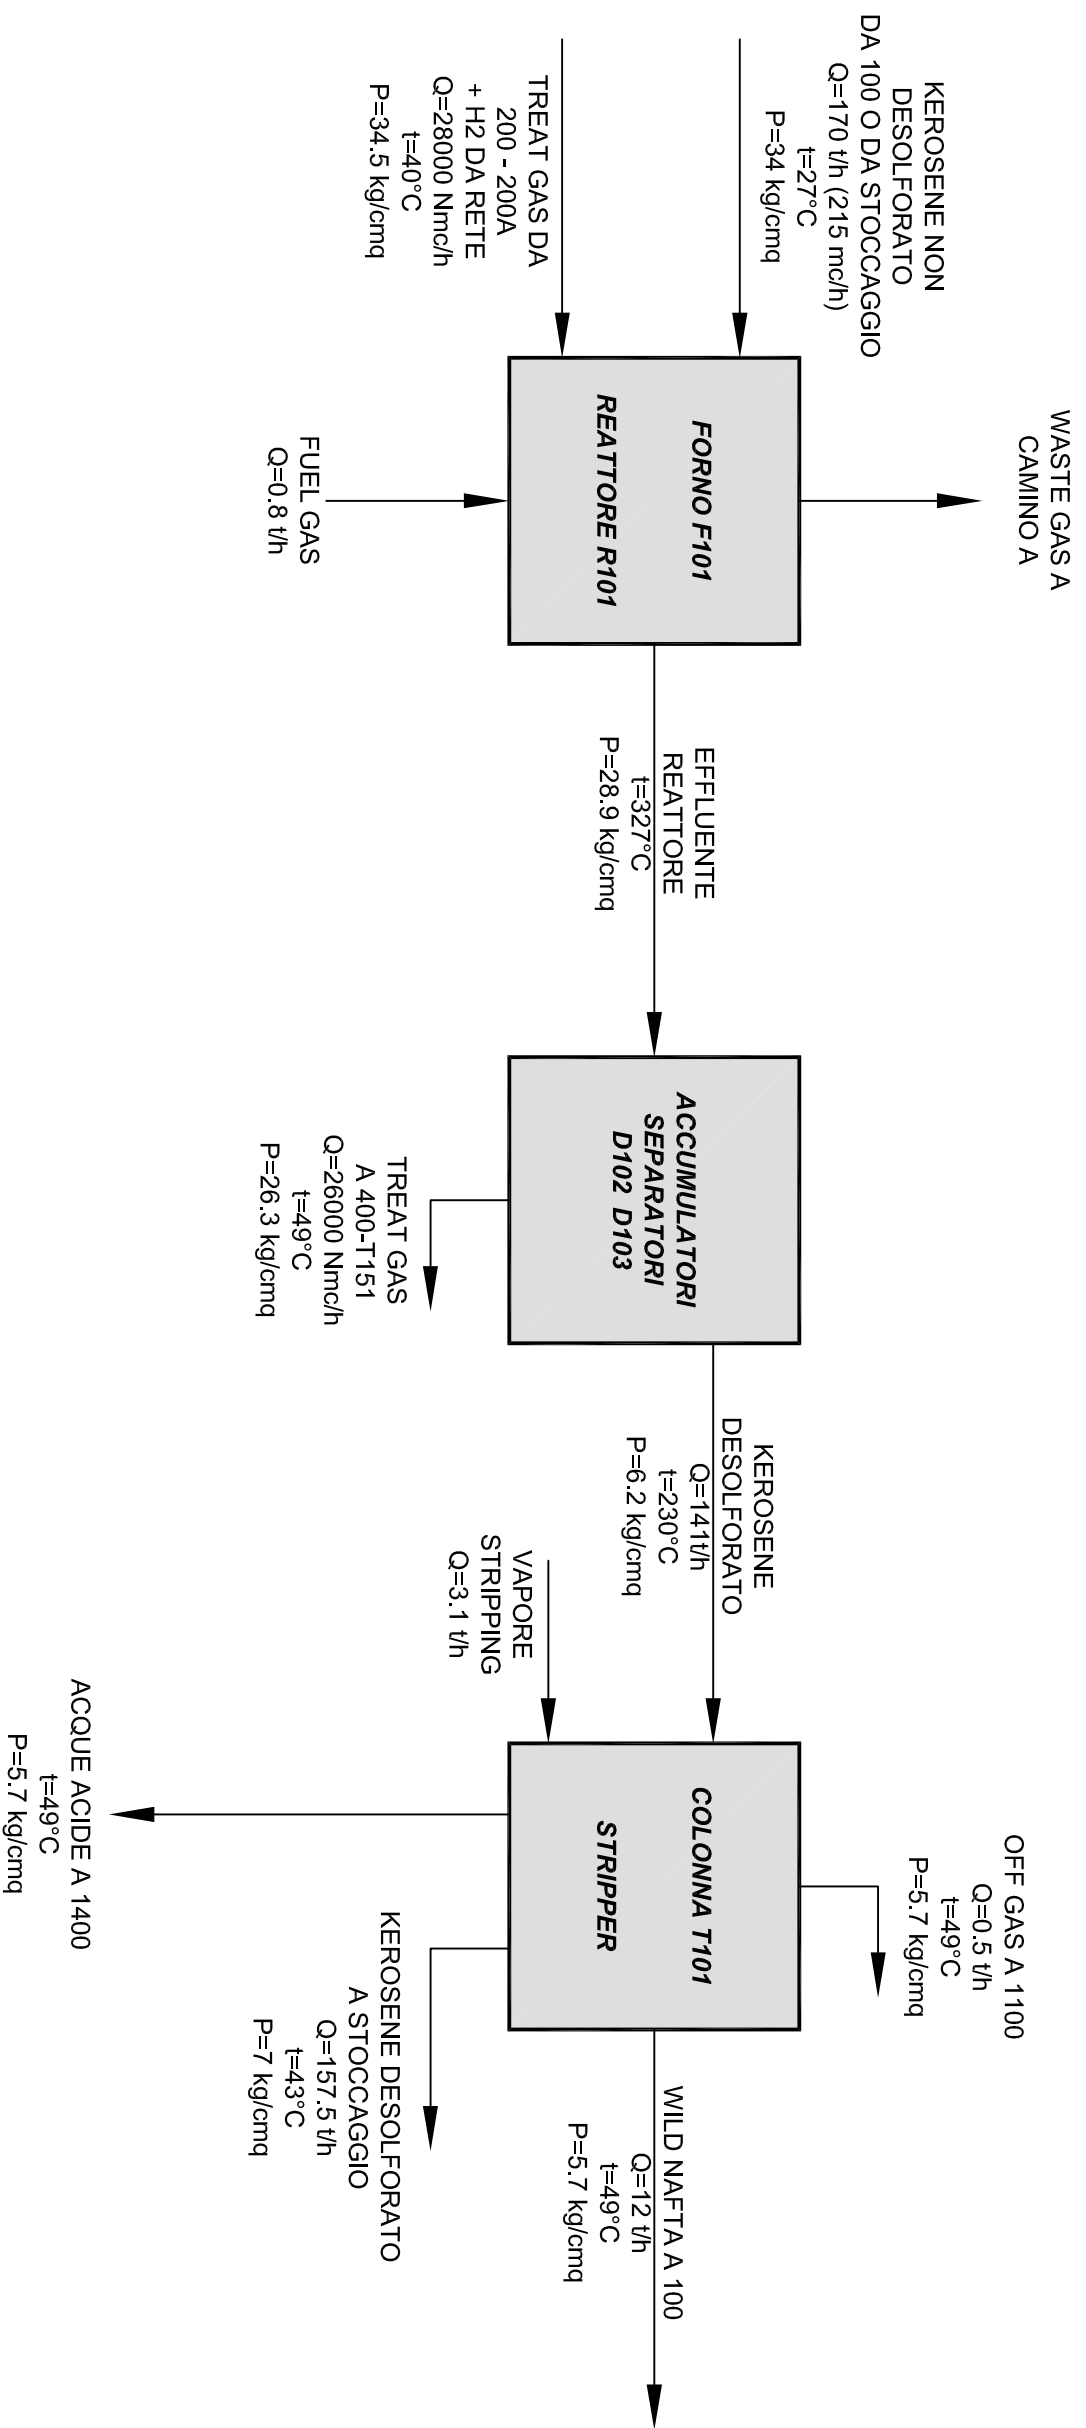 WASTE GAS A
CAMINO A
KEROSENE NON
DESOLFORATO
DA 100 O DA STOCCAGGIO
Q=170 t/h (215 mc/h)
t=27°C
P=34 kg/cmq
TREAT GAS DA
200 - 200A
+ H2 DA RETE
Q=28000 Nmc/h
t=40°C
P=34.5 kg/cmq
FORNO F101
REATTORE R101
FUEL GAS
Q=0.8 t/h
EFFLUENTE
REATTORE
t=327°C
P=28.9 kg/cmq
ACCUMULATORI
SEPARATORI
D102 D103
TREAT GAS
A 400-T151
Q=26000 Nmc/h
t=49°C
P=26.3 kg/cmq
KEROSENE
DESOLFORATO
Q=141t/h
t=230°C
P=6.2 kg/cmq
VAPORE
STRIPPING
Q=3.1 t/h
OFF GAS A 1100
Q=0.5 t/h
t=49°C
P=5.7 kg/cmq
COLONNA T101
STRIPPER
WILD NAFTA A 100
Q=12 t/h
t=49°C
P=5.7 kg/cmq
KEROSENE DESOLFORATO
A STOCCAGGIO
Q=157.5 t/h
t=43°C
P=7 kg/cmq
ACQUE ACIDE A 1400
t=49°C
P=5.7 kg/cmq